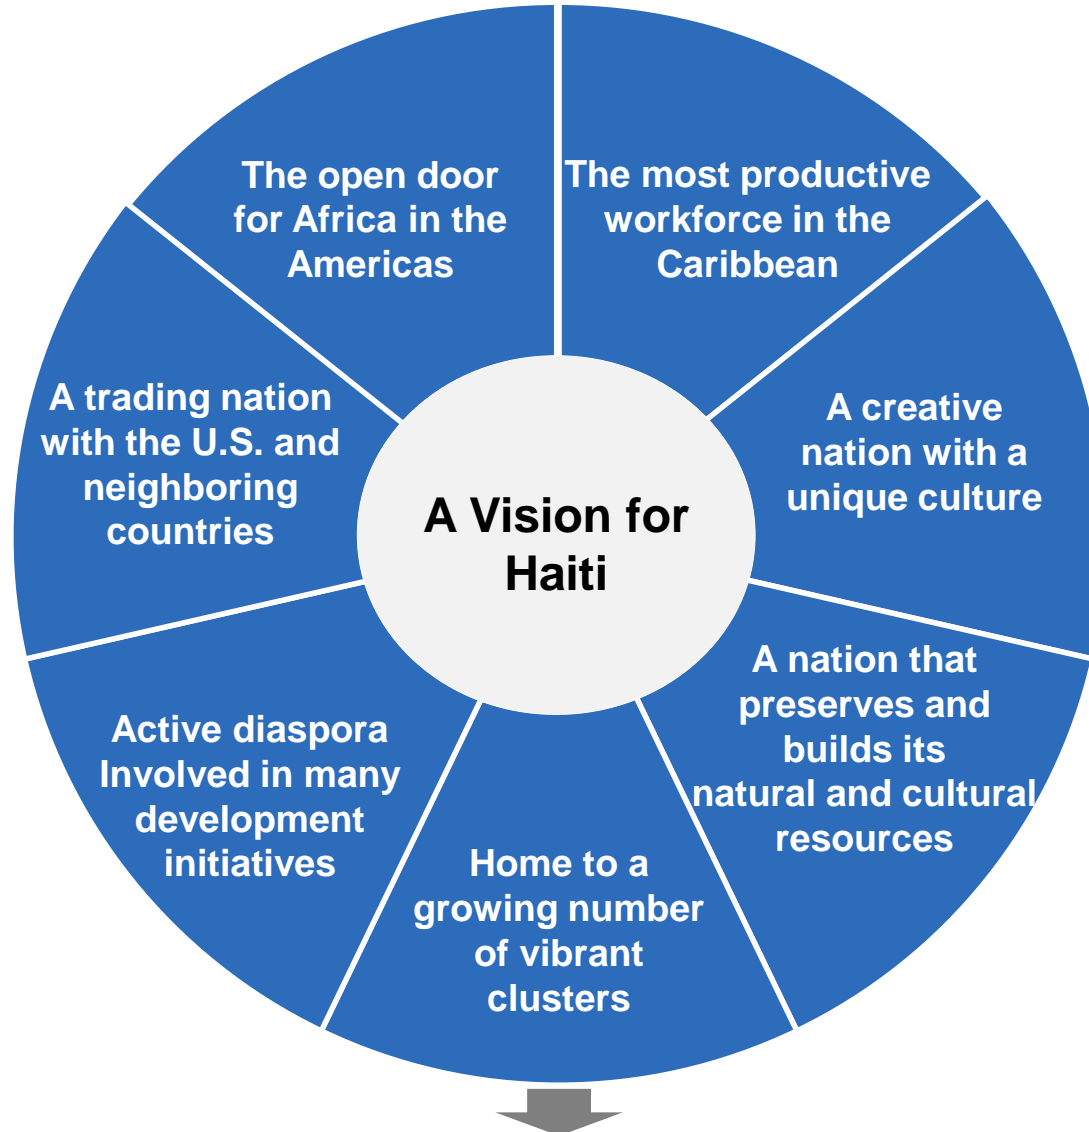 The open door
for Africa in the
Americas
The most productive
workforce in the
Caribbean
A creative
nation with a
unique culture
A nation that
preserves and
builds its
natural and cultural
resources
Home to a
growing number
of vibrant
clusters
Active diaspora
Involved in many
development
initiatives
A trading nation
with the U.S. and
neighboring
countries
A Vision for
Haiti